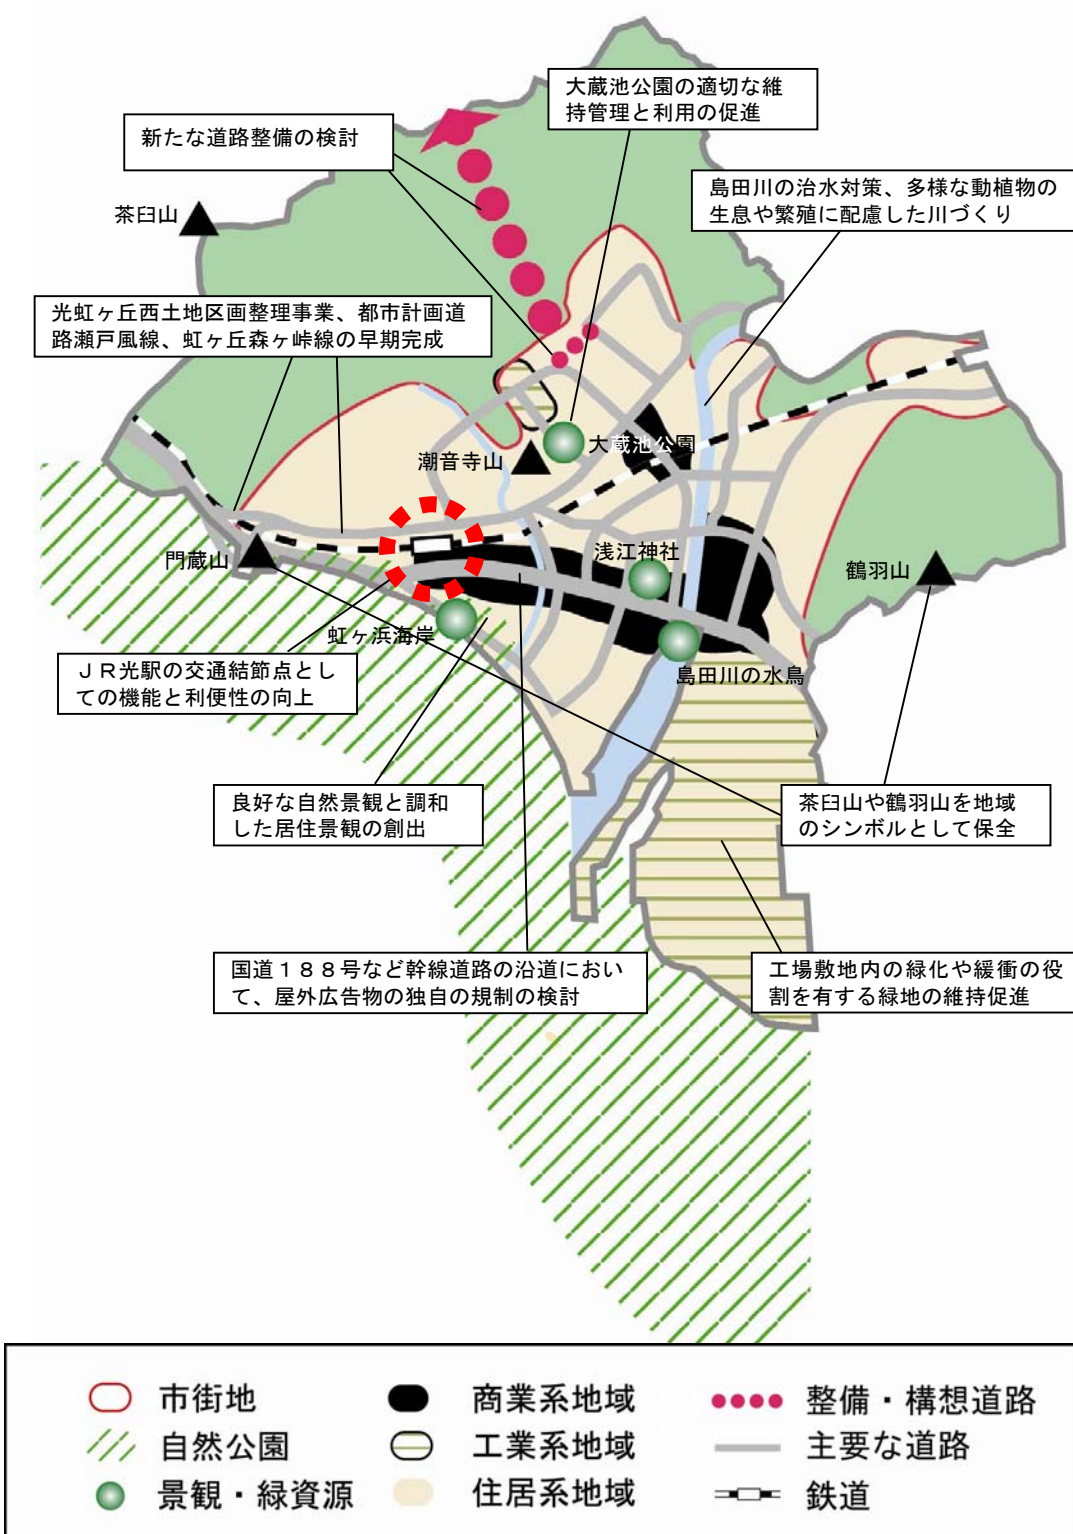 大蔵池公園の適切な維
持管理と利用の促進
新たな道路整備の検討
島田川の治水対策、多様な動植物の
生息や繁殖に配慮した川づくり
茶臼山
光虹ヶ丘西土地区画整理事業、都市計画道
路瀬戸風線、虹ヶ丘森ヶ峠線の早期完成
大蔵池公園
潮音寺山
門蔵山
浅江神社
鶴羽山
虹ヶ浜海岸
ＪＲ光駅の交通結節点とし
ての機能と利便性の向上
島田川の水鳥
良好な自然景観と調和
した居住景観の創出
茶臼山や鶴羽山を地域
のシンボルとして保全
国道１８８号など幹線道路の沿道におい
て、屋外広告物の独自の規制の検討
工場敷地内の緑化や緩衝の役
割を有する緑地の維持促進
市街地
商業系地域
整備・構想道路
自然公園
工業系地域
主要な道路
景観・緑資源
住居系地域
鉄道